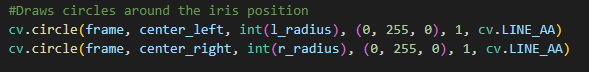 #Draws circles around the iris position
cv.circle(frame, center_left, int(l_radius), (0, 255, 0), 1, cv.LINE_AA)
cv.circle(frame, center_right, int(r_radius), (0, 255, 0), 1, cv.LINE_AA)